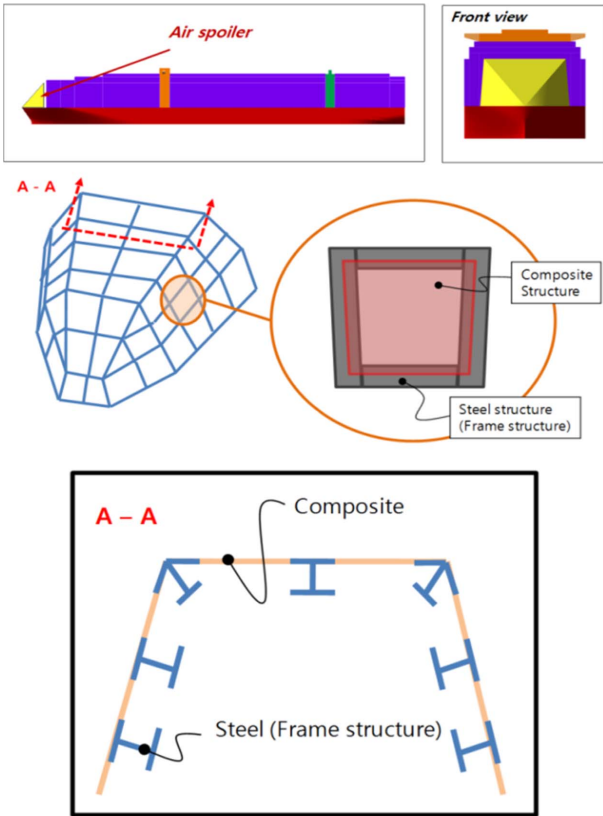 Air spoiler
Front view
A - A
Composite
Structure
Steel structure
(Frame structure)
A – A
Composite
Steel (Frame structure)